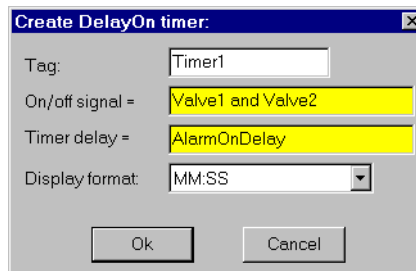 Create DelayOn timer:
Tag: Timer1
On/off signal = Valve1 and Valve2
Timer delay = AlarmOnDelay
Display format: MM:SS
Ok Cancel